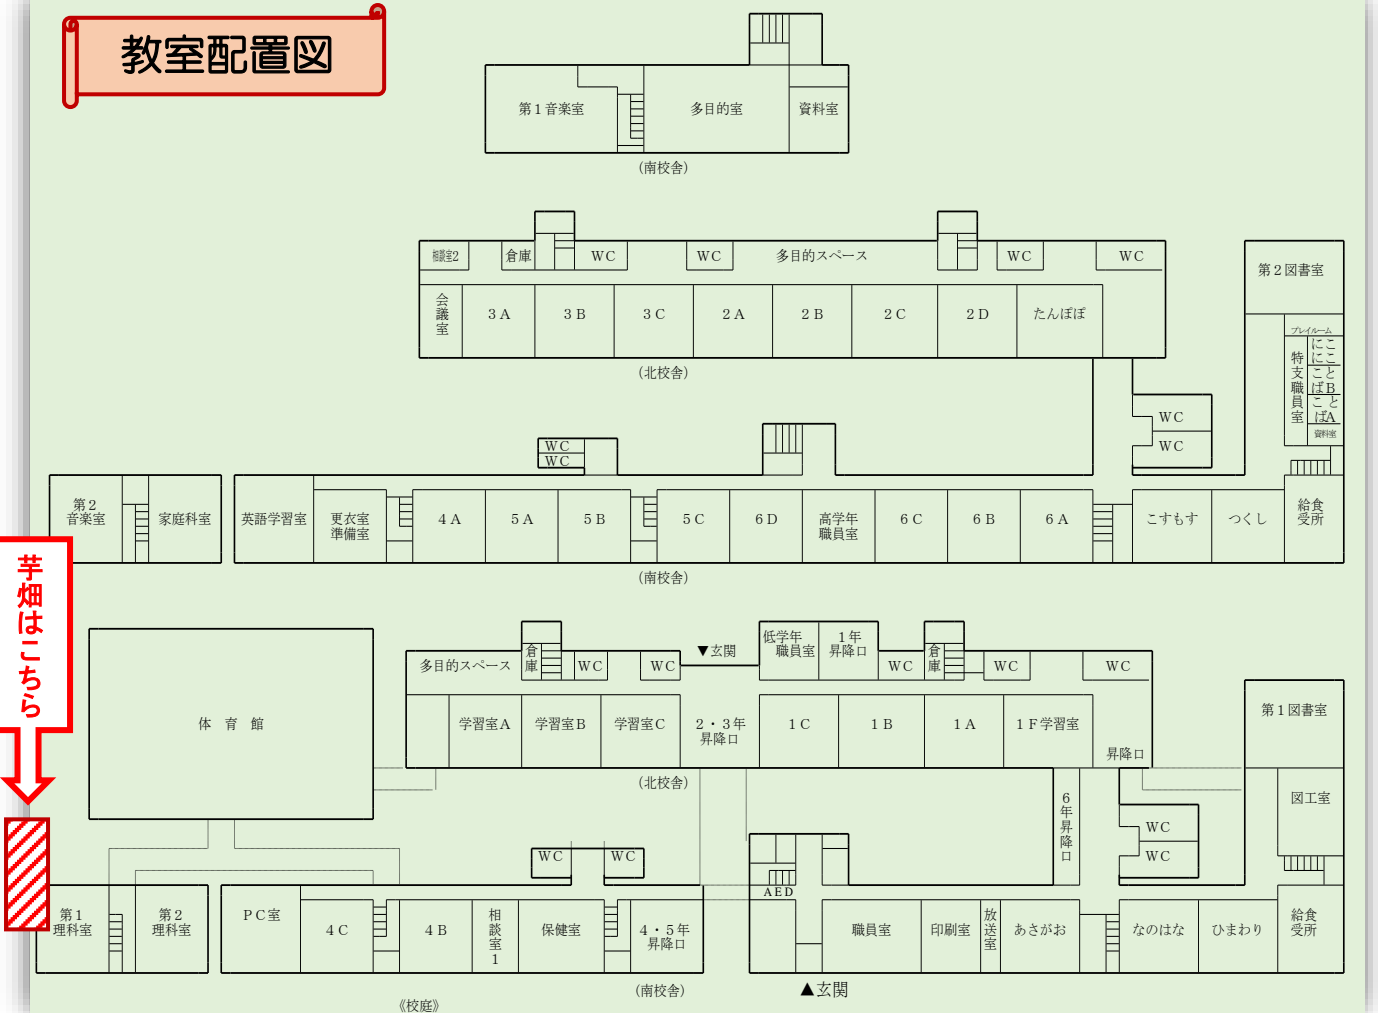 教室配置図
第1音楽室
多目的室
資料室
(南校舎)
相談室2
倉庫
WC
WC
多目的スペース
WC
WC
会議室
3A
3B
3C
2A
2B
2C
2D
たんぽぽ
(北校舎)
第2図書室
プレイルーム
特支職員室
にこ
にこ
こと
ばB
こと
ばA
資料室
WC
WC
WC
WC
第2
音楽室
家庭科室
英語学習室
更衣室
準備室
4A
5A
5B
5C
6D
高学年
職員室
6C
6B
6A
こすもす
つくし
給食
受所
(南校舎)
芋畑はこちら
体 育 館
多目的スペース
倉庫
WC
WC
▼玄関
低学年
職員室
1年
昇降口
WC
倉庫
WC
WC
学習室A
学習室B
学習室C
2・3年
昇降口
1C
1B
1A
1F学習室
昇降口
(北校舎)
第1図書室
図工室
6年昇降口
WC
WC
WC
WC
AED
第1
理科室
第2
理科室
PC室
4C
4B
相談室1
保健室
4・5年
昇降口
職員室
印刷室
放送室
あさがお
なのはな
ひまわり
給食
受所
(南校舎)
▲玄関
《校庭》